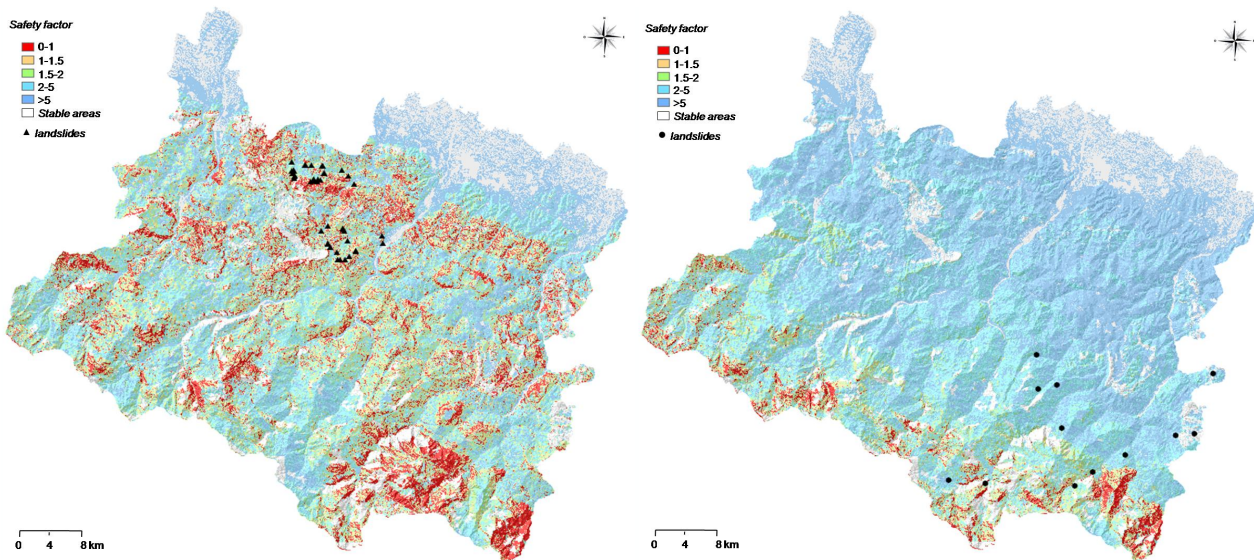 Safety factor
0-1
1-1.5
1.5-2
2-5
>5
Stable areas
landslides
0 4 8 km
Safety factor
0-1
1-1.5
1.5-2
2-5
>5
Stable areas
landslides
0 4 8 km